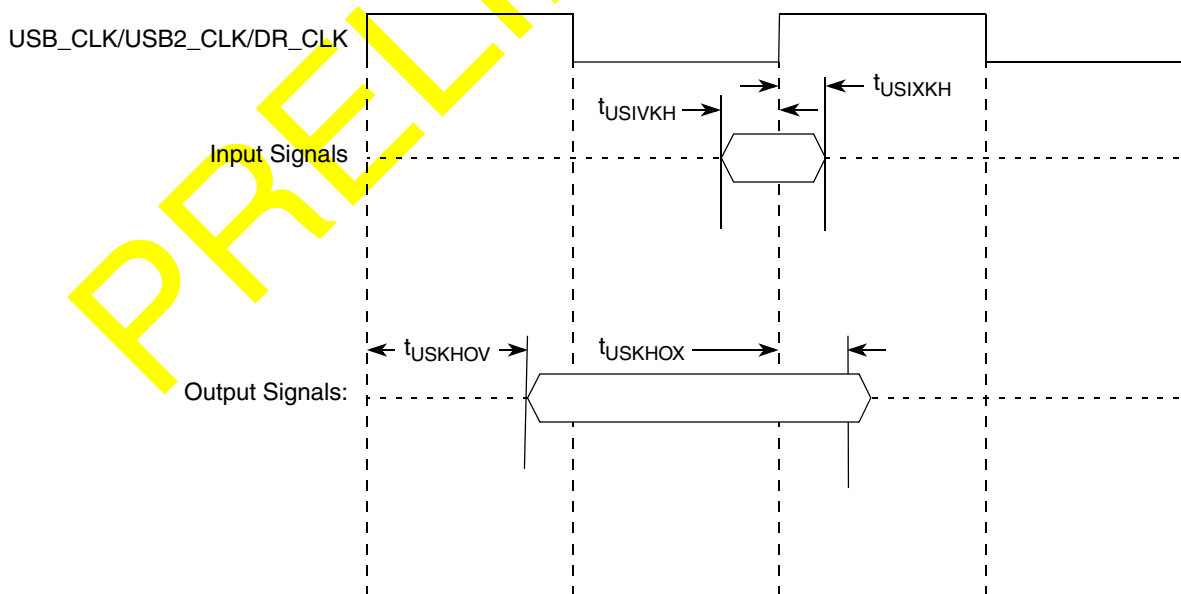 USB_CLK/USB2_CLK/DR_CLK
tUSIXKH
tUSIVKH
Input Signals
tUSKHOV
tUSKHOX
Output Signals:
PRELI